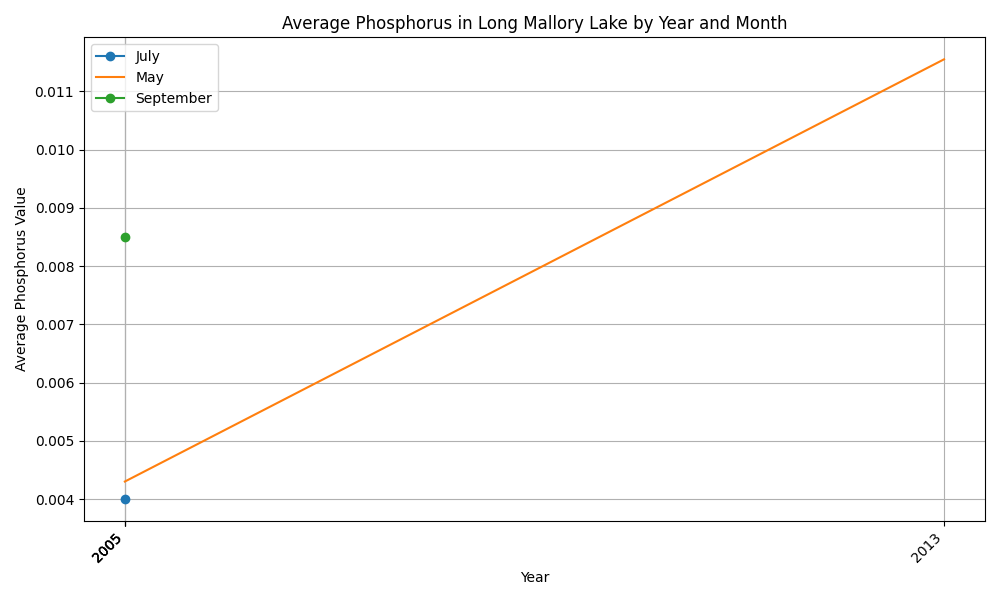 Average Phosphorus in Long Mallory Lake by Year and Month
July
May
September
0.011
0.010
0.009
0.008
0.007
0.006
0.005
0.004
Average Phosphorus Value
2005
2013
Year